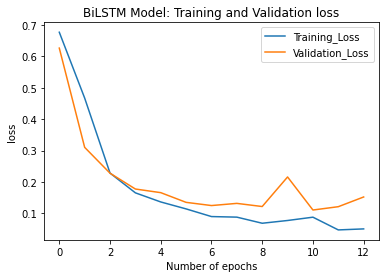 BiLSTM Model: Training and Validation loss
Training_Loss
Validation_Loss
loss
0.7
0.6
0.5
0.4
0.3
0.2
0.1
0 2 4 6 8 10 12
Number of epochs